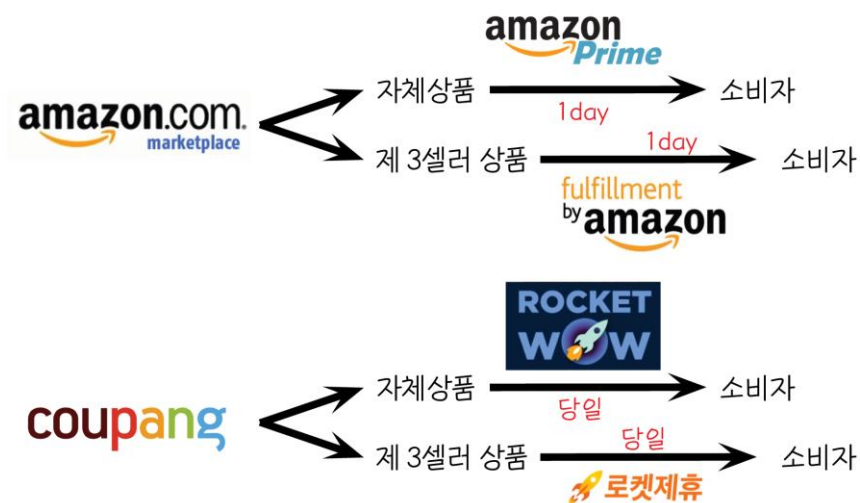 amazon
Prime
자체상품
1day
소비자
amazon.com.
marketplace
제 3셀러 상품
1day
소비자
fulfillment
by amazon
ROCKET
WOW
자체상품
당일
소비자
coupang
제 3셀러 상품
당일
소비자
로켓제휴